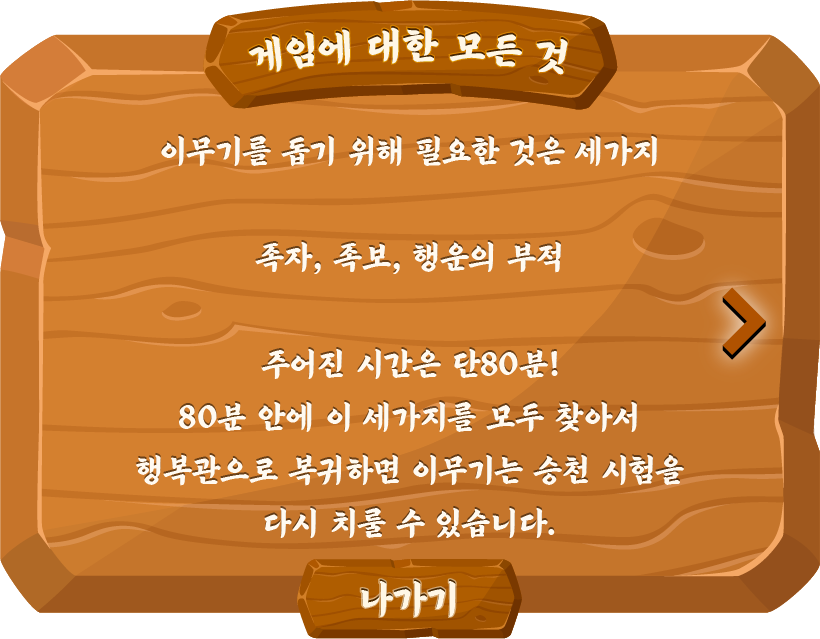 게임에 대한 모든 것
이무기를 돕기 위해 필요한 것은 세가지
족자, 족보, 행운의 부적
주어진 시간은 단80분!
80분 안에 이 세가지를 모두 찾아서
행복관으로 복귀하면 이무기는 승천 시험을
다시 치룰 수 있습니다.
나가기